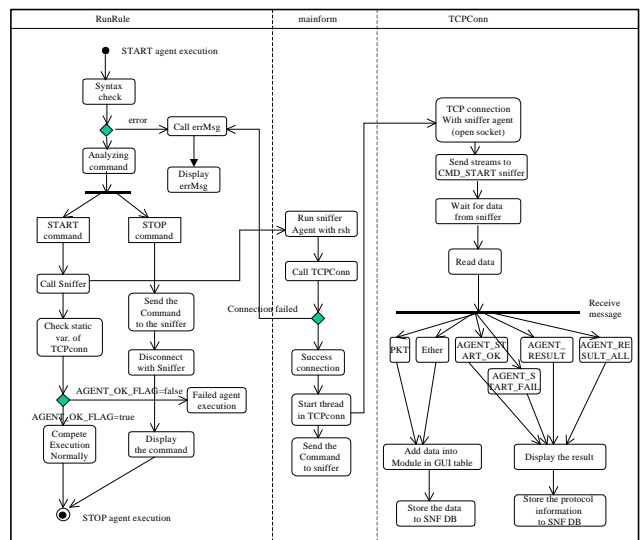 RunRule
mainform
TCPConn
START agent execution
Syntax
check
error
Call errMsg
Analyzing
command
Display
errMsg
START
command
STOP
command
Call Sniffer
Send the
Command
to the sniffer
Check static
var. of
TCPconn
Disconnect
with Sniffer
AGENT_OK_FLAG=false
Failed agent
execution
AGENT_OK_FLAG=true
Compete
Execution
Normally
Display
the command
STOP agent execution
Run sniffer
Agent with rsh
Call TCPConn
Connection failed
Success
connection
Start thread
in TCPconn
Send the
Command
to sniffer
TCP connection
With sniffer agent
(open socket)
Send streams to
CMD_START sniffer
Wait for data
from sniffer
Read data
Receive
message
PKT
Ether
AGENT_ST
ART_OK
AGENT_S
TART_FAIL
AGENT_
RESULT
AGENT_RE
SULT_ALL
Add data into
Module in GUI table
Display the result
Store the data
to SNF DB
Store the protocol
information
to SNF DB